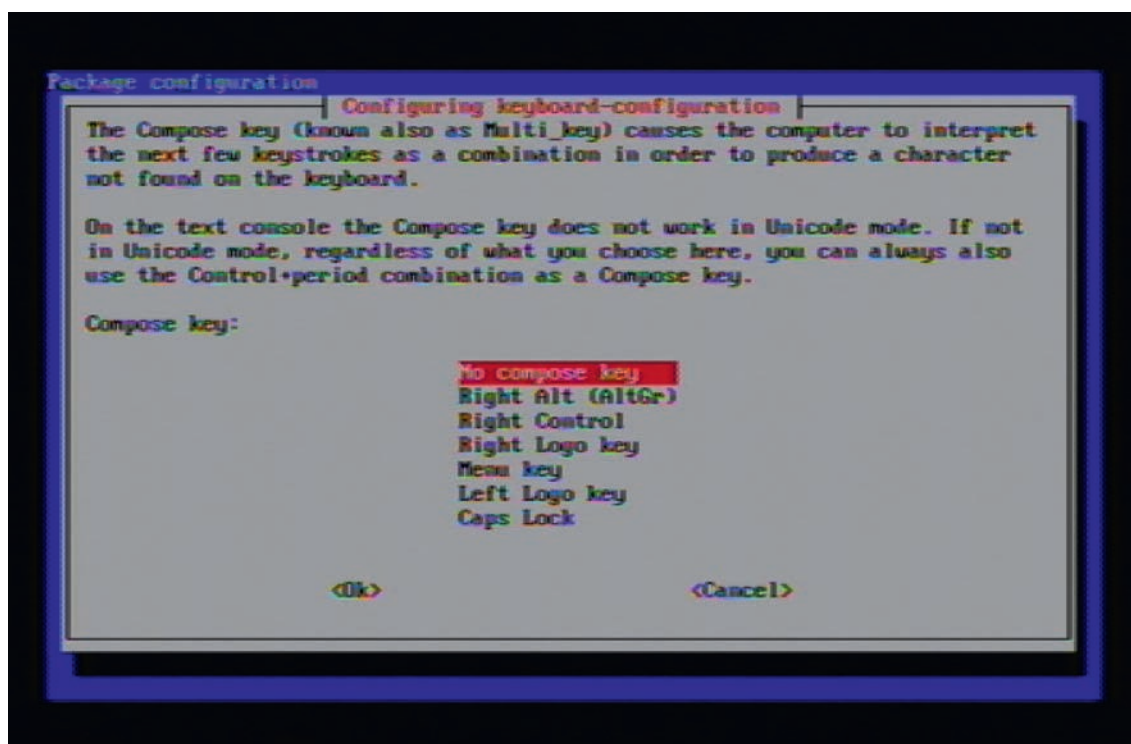 Package configuration
Configuring keyboard-configuration
The Compose key (known also as Multi_key) causes the computer to interpret
the next few keystrokes as a combination in order to produce a character
not found on the keyboard.
On the text console the Compose key does not work in Unicode mode. If not
in Unicode mode, regardless of what you choose here, you can always also
use the Control+period combination as a Compose key.
Compose key:
No compose key
Right Alt (AltGr)
Right Control
Right Logo key
Menu key
Left Logo key
Caps Lock
<Ok> <Cancel>